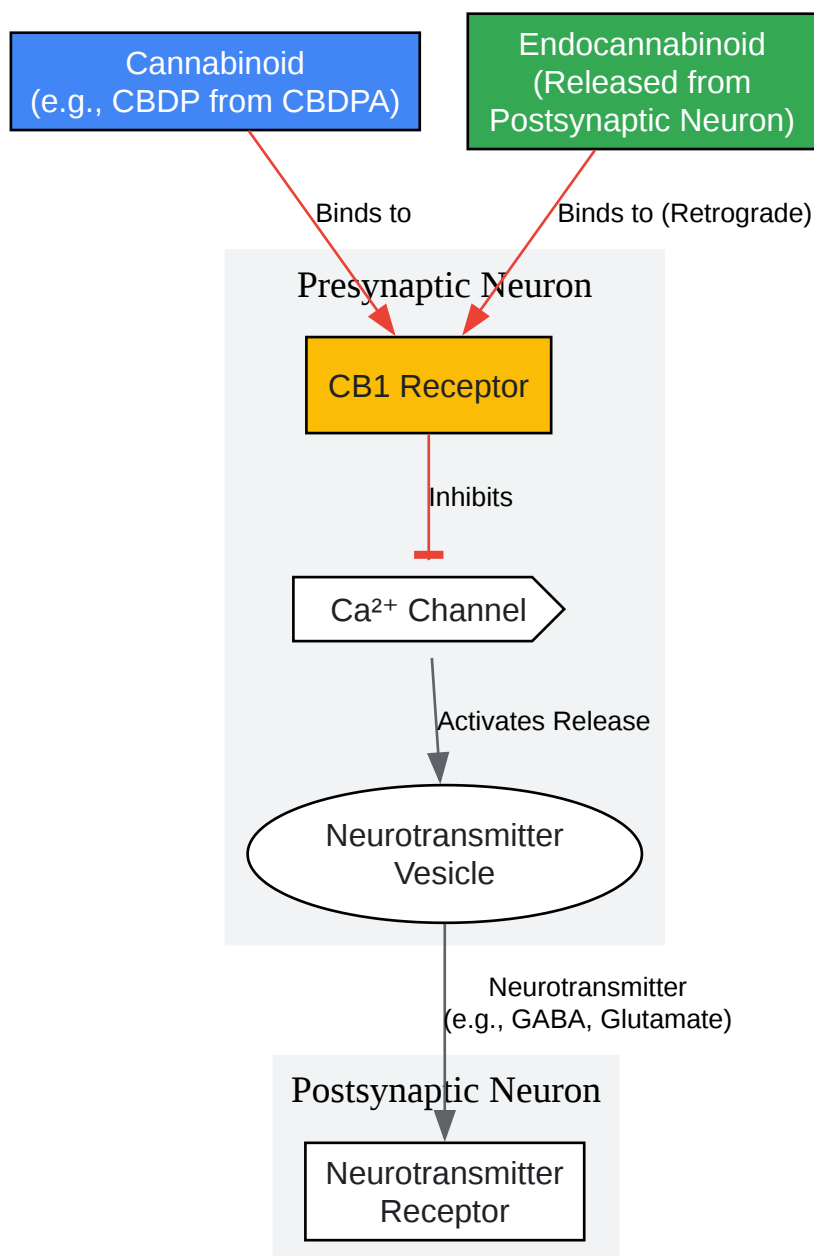 Cannabinoid
(e.g., CBDP from CBDPA)
Endocannabinoid
(Released from
Postsynaptic Neuron)
Binds to
Binds to (Retrograde)
Presynaptic Neuron
CB1 Receptor
Inhibits
Ca²⁺ Channel
Activates Release
Neurotransmitter
Vesicle
Neurotransmitter
(e.g., GABA, Glutamate)
Postsynaptic Neuron
Neurotransmitter
Receptor